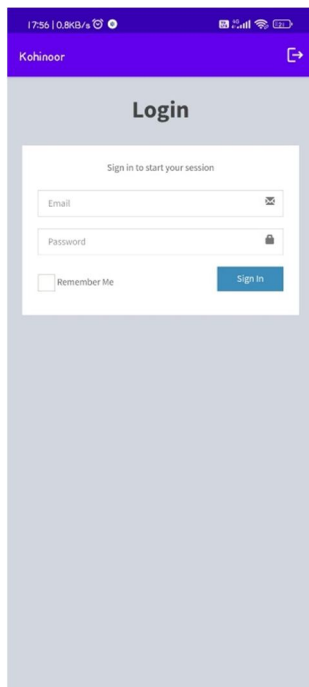 17:56 | 0.8KB/s
Kohinoor
Login
Sign in to start your session
Email
Password
Remember Me
Sign In